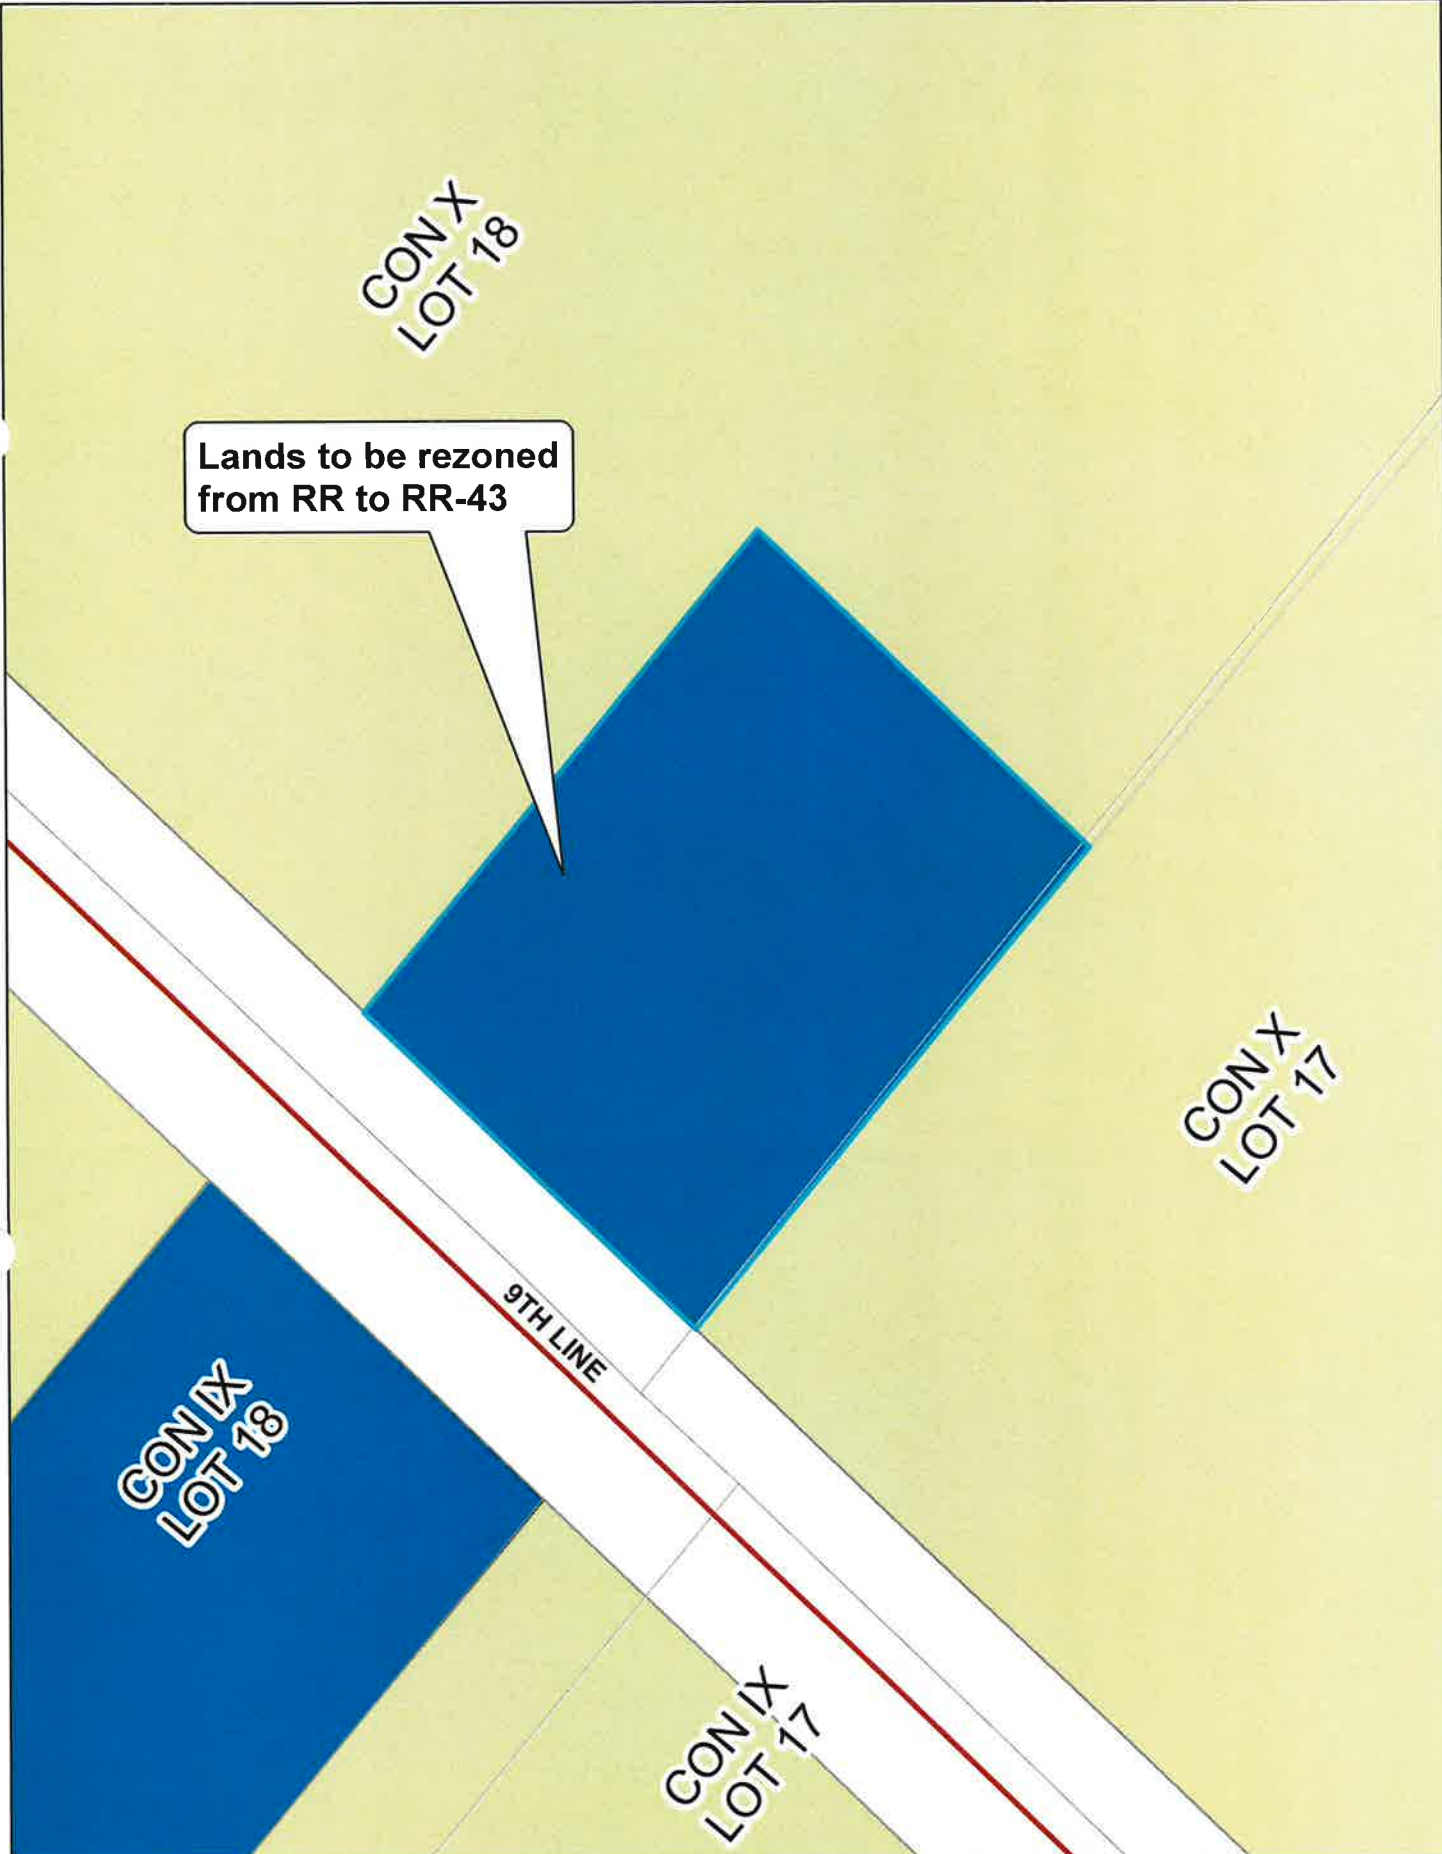 CON X
LOT 18
Lands to be rezoned
from RR to RR-43
CON X
LOT 17
9TH LINE
CON IX
LOT 18
CON IX
LOT 17